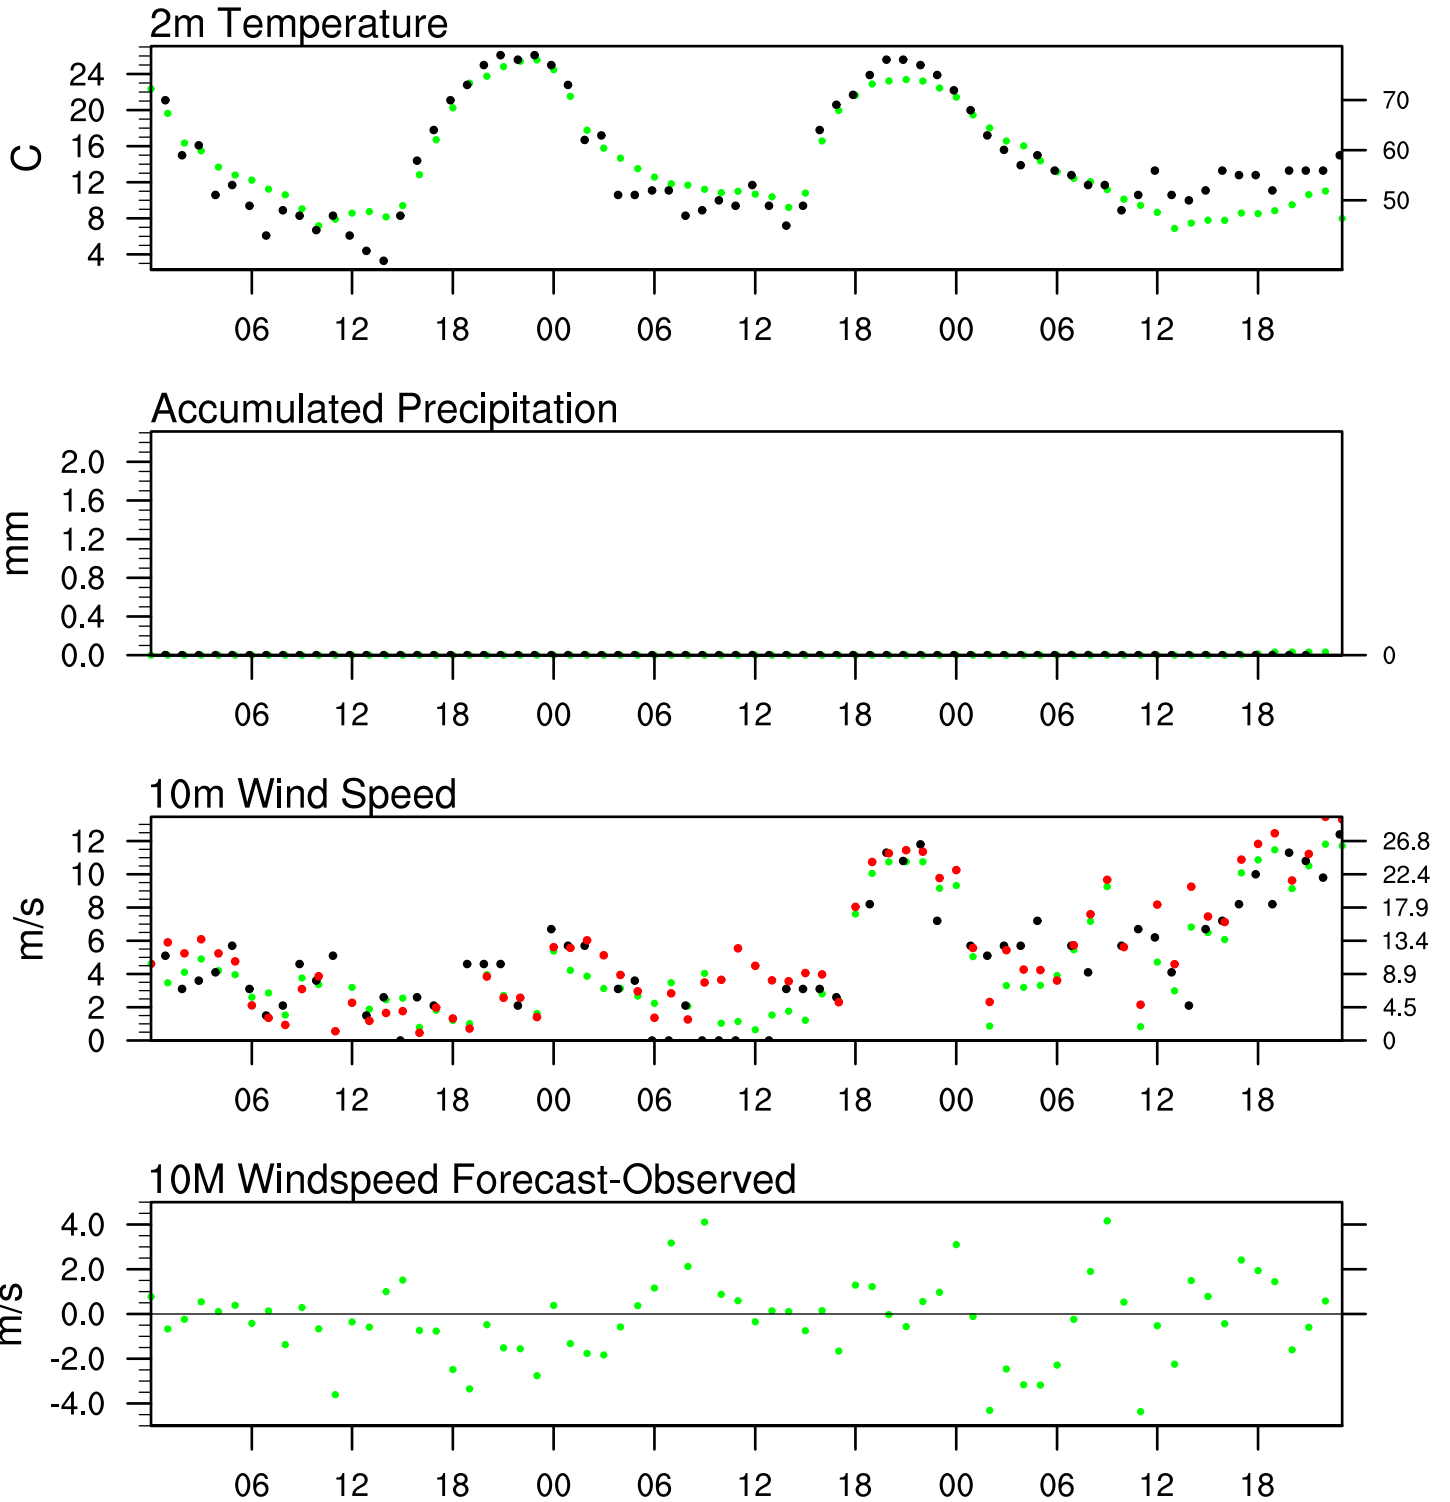 2m Temperature
C
24
20
16
12
8
4
70
60
50
06 12 18 00 06 12 18 00 06 12 18
Accumulated Precipitation
mm
2.0
1.6
1.2
0.8
0.4
0.0
0
06 12 18 00 06 12 18 00 06 12 18
10m Wind Speed
m/s
12
10
8
6
4
2
0
26.8
22.4
17.9
13.4
8.9
4.5
0
06 12 18 00 06 12 18 00 06 12 18
10M Windspeed Forecast-Observed
m/s
4.0
2.0
0.0
-2.0
-4.0
06 12 18 00 06 12 18 00 06 12 18